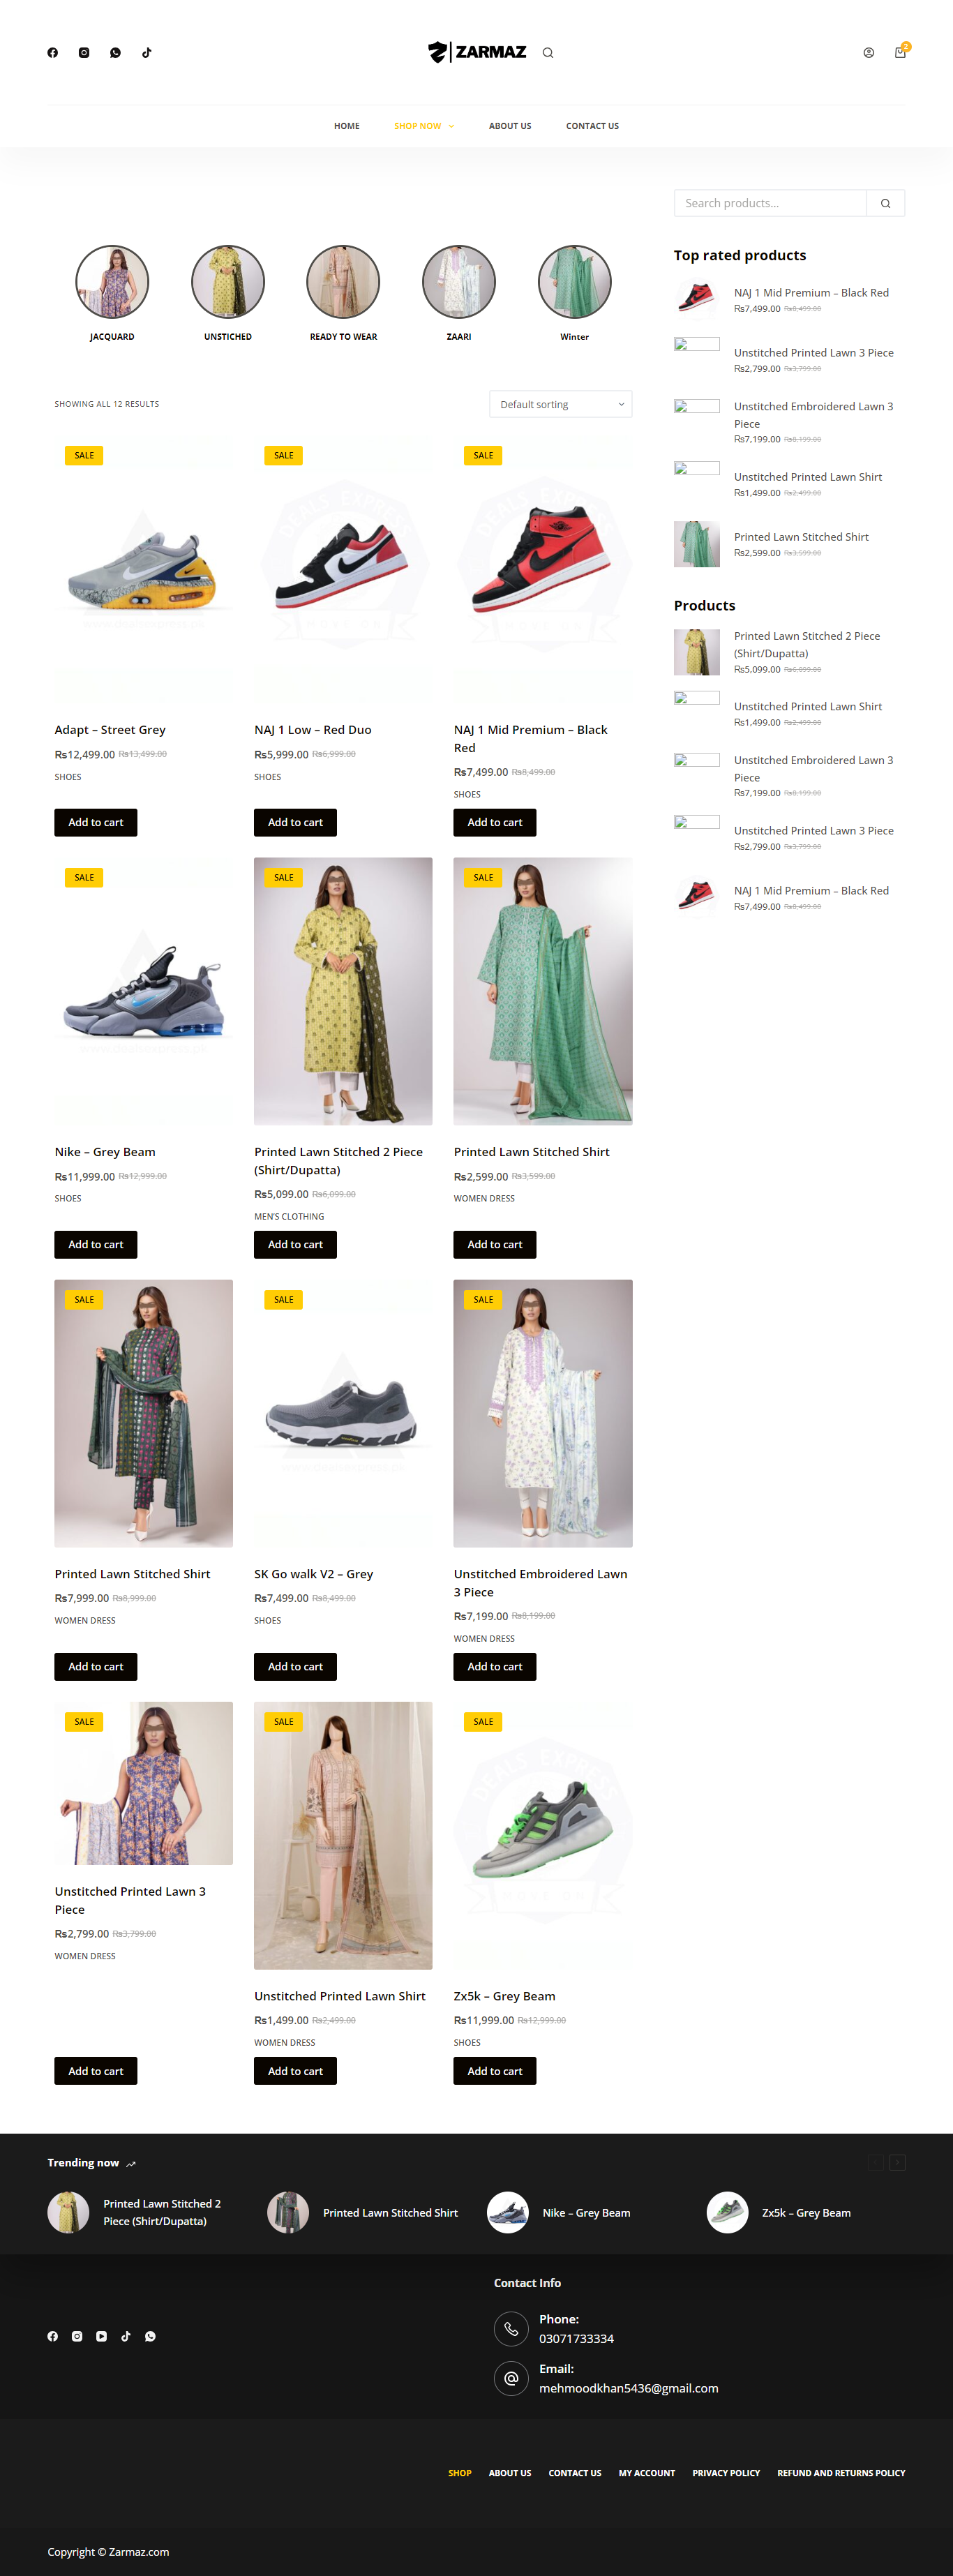 ZARMAZ
2
HOME
SHOP NOW
ABOUT US
CONTACT US
JACQUARD
UNSTICHED
READY TO WEAR
ZAARI
Winter
SHOWING ALL 12 RESULTS
Default sorting
SALE
SALE
SALE
DEALS EXPRESS
DEALS EXPRESS
Adapt – Street Grey
₨12,499.00 ₨13,499.00
SHOES
Add to cart
NAJ 1 Low – Red Duo
₨5,999.00 ₨6,999.00
SHOES
Add to cart
NAJ 1 Mid Premium – Black
Red
₨7,499.00 ₨8,499.00
SHOES
Add to cart
SALE
SALE
SALE
Nike – Grey Beam
₨11,999.00 ₨12,999.00
SHOES
Add to cart
Printed Lawn Stitched 2 Piece
(Shirt/Dupatta)
₨5,099.00 ₨6,099.00
MEN'S CLOTHING
Add to cart
Printed Lawn Stitched Shirt
₨2,599.00 ₨3,599.00
WOMEN DRESS
Add to cart
SALE
SALE
SALE
Printed Lawn Stitched Shirt
₨7,999.00 ₨8,999.00
WOMEN DRESS
Add to cart
SK Go walk V2 – Grey
₨7,499.00 ₨8,499.00
SHOES
Add to cart
Unstitched Embroidered Lawn
3 Piece
₨7,199.00 ₨8,199.00
WOMEN DRESS
Add to cart
SALE
SALE
SALE
DEALS EXPRESS
Unstitched Printed Lawn 3
Piece
₨2,799.00 ₨3,799.00
WOMEN DRESS
Add to cart
Unstitched Printed Lawn Shirt
₨1,499.00 ₨2,499.00
WOMEN DRESS
Add to cart
Zx5k – Grey Beam
₨11,999.00 ₨12,999.00
SHOES
Add to cart
Search products...
Top rated products
NAJ 1 Mid Premium – Black Red
₨7,499.00 ₨8,499.00
Unstitched Printed Lawn 3 Piece
₨2,799.00 ₨3,799.00
Unstitched Embroidered Lawn 3
Piece
₨7,199.00 ₨8,199.00
Unstitched Printed Lawn Shirt
₨1,499.00 ₨2,499.00
Printed Lawn Stitched Shirt
₨2,599.00 ₨3,599.00
Products
Printed Lawn Stitched 2 Piece
(Shirt/Dupatta)
₨5,099.00 ₨6,099.00
Unstitched Printed Lawn Shirt
₨1,499.00 ₨2,499.00
Unstitched Embroidered Lawn 3
Piece
₨7,199.00 ₨8,199.00
Unstitched Printed Lawn 3 Piece
₨2,799.00 ₨3,799.00
NAJ 1 Mid Premium – Black Red
₨7,499.00 ₨8,499.00
Trending now
Printed Lawn Stitched 2
Piece (Shirt/Dupatta)
Printed Lawn Stitched Shirt
Nike – Grey Beam
Zx5k – Grey Beam
Contact Info
Phone:
03071733334
Email:
mehmoodkhan5436@gmail.com
SHOP
ABOUT US
CONTACT US
MY ACCOUNT
PRIVACY POLICY
REFUND AND RETURNS POLICY
Copyright © Zarmaz.com